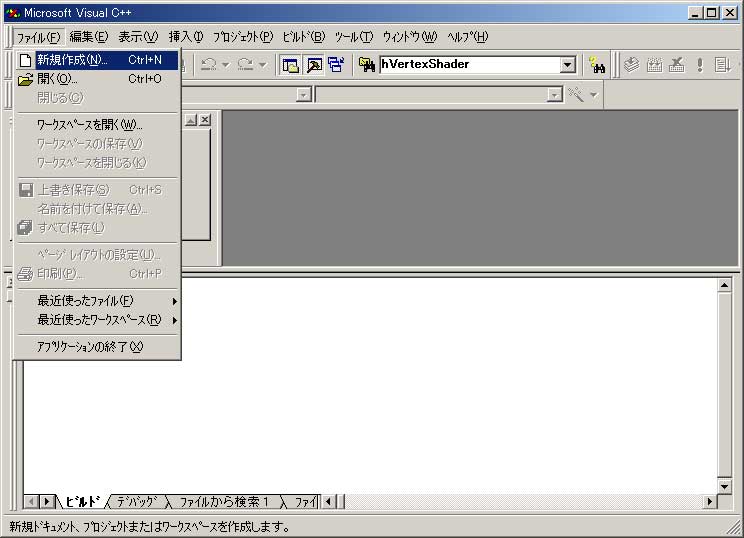 Microsoft Visual C++
ファイル(F) 編集(E) 表示(V) 挿入(I) プロジェクト(P) ビルド(B) ツール(T) ウィンドウ(W) ヘルプ(H)
新規作成(N)... Ctrl+N
開く(O)... Ctrl+O
閉じる(C)
ワークスペースを開く(W)...
ワークスペースの保存(V)
ワークスペースを閉じる(K)
上書き保存(S) Ctrl+S
名前を付けて保存(A)...
すべて保存(L)
ページ レイアウトの設定(U)...
印刷(P)... Ctrl+P
最近使ったファイル(F)
最近使ったワークスペース(R)
アプリケーションの終了(X)
hVertexShader
ビルド デバッグ ファイルから検索 1 ファイ
新規ドキュメント、プロジェクトまたはワークスペースを作成します。